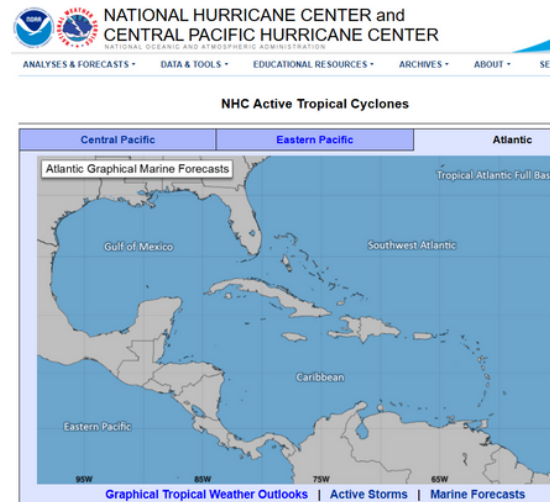 NOAA
NATIONAL HURRICANE CENTER and
CENTRAL PACIFIC HURRICANE CENTER
NATIONAL OCEANIC AND ATMOSPHERIC ADMINISTRATION
ANALYSES & FORECASTS DATA & TOOLS EDUCATIONAL RESOURCES ARCHIVES ABOUT SE
NHC Active Tropical Cyclones
Central Pacific Eastern Pacific Atlantic
Atlantic Graphical Marine Forecasts
Tropical Atlantic Full Bas
Gulf of Mexico Southwest Atlantic
Caribbean
Eastern Pacific
95W 85W 75W 65W
Graphical Tropical Weather Outlooks | Active Storms | Marine Forecasts